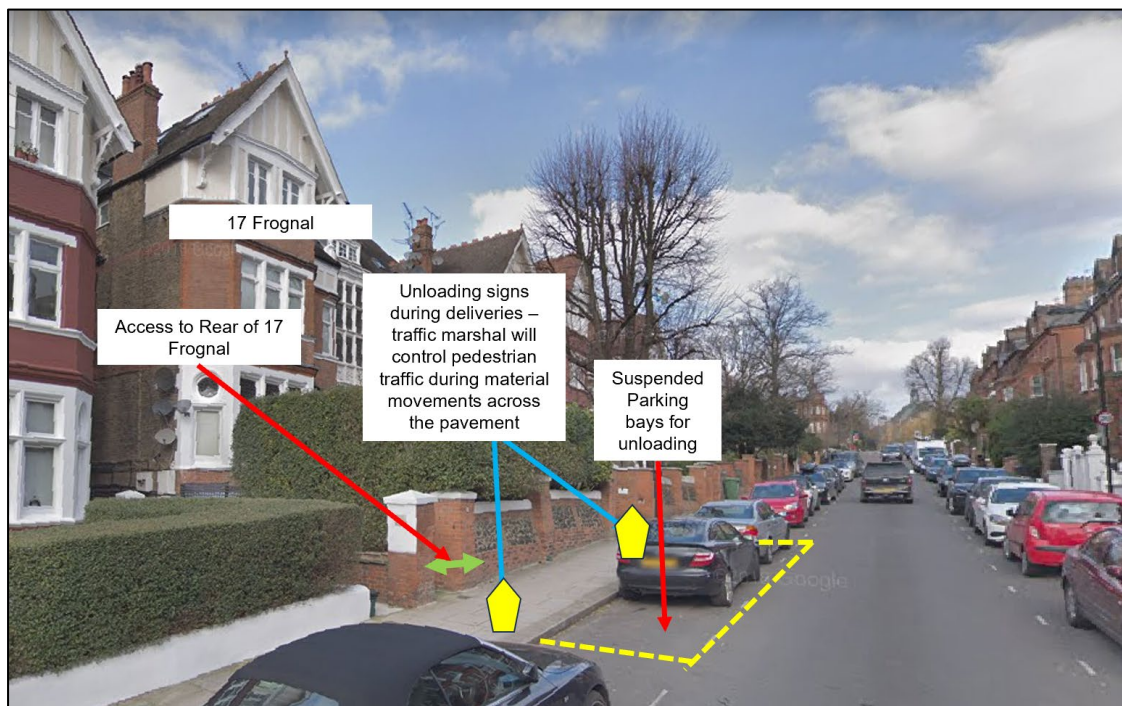 17 Frognal
Access to Rear of 17
Frognal
Unloading signs
during deliveries –
traffic marshal will
control pedestrian
traffic during material
movements across
the pavement
Suspended
Parking
bays for
unloading
Google